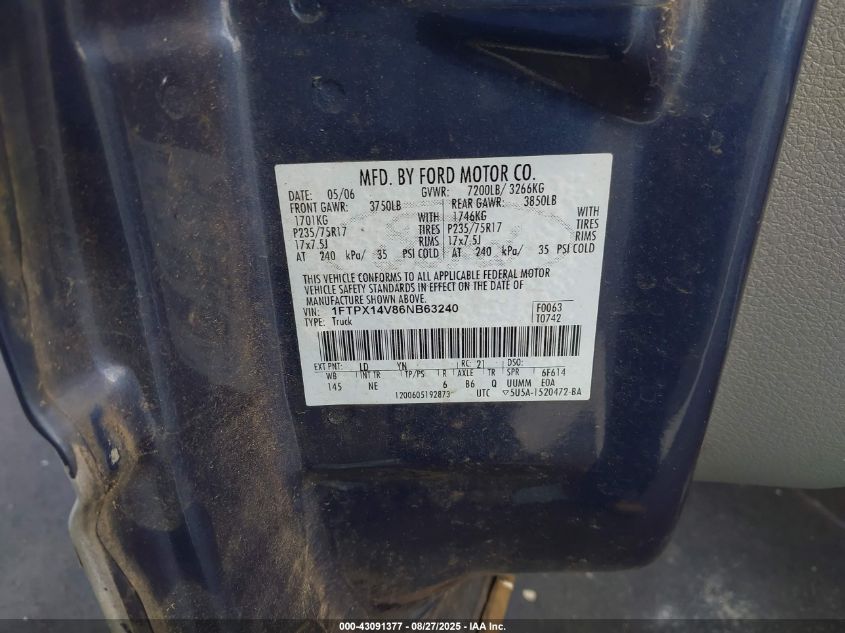 MFD. BY FORD MOTOR CO.
DATE: 05/06 GVWR: 7200LB/ 3266KG
FRONT GAWR: 3750LB REAR GAWR: 3850LB
1701KG WITH 1746KG WITH
P235/75R17 TIRES P235/75R17 TIRES
17x7.5J RIMS 17x7.5J RIMS
AT 240 kPa/ 35 PSI COLD AT 240 kPa/ 35 PSI COLD
THIS VEHICLE CONFORMS TO ALL APPLICABLE FEDERAL MOTOR
VEHICLE SAFETY STANDARDS IN EFFECT ON THE DATE OF
MANUFACTURE SHOWN ABOVE.
VIN: 1FTPX14V86NB63240 F0063
TYPE: Truck T0742
EXT PNT: LD YN RC: 21 DSO:
WB INT TR TP/PS R AXLE TR SPR 6F614
145 NE 6 B6 Q UUMM EOA
1200605192873 UTC ▽5U5A-1520472-BA
000-43091377 - 08/27/2025 - IAA Inc.